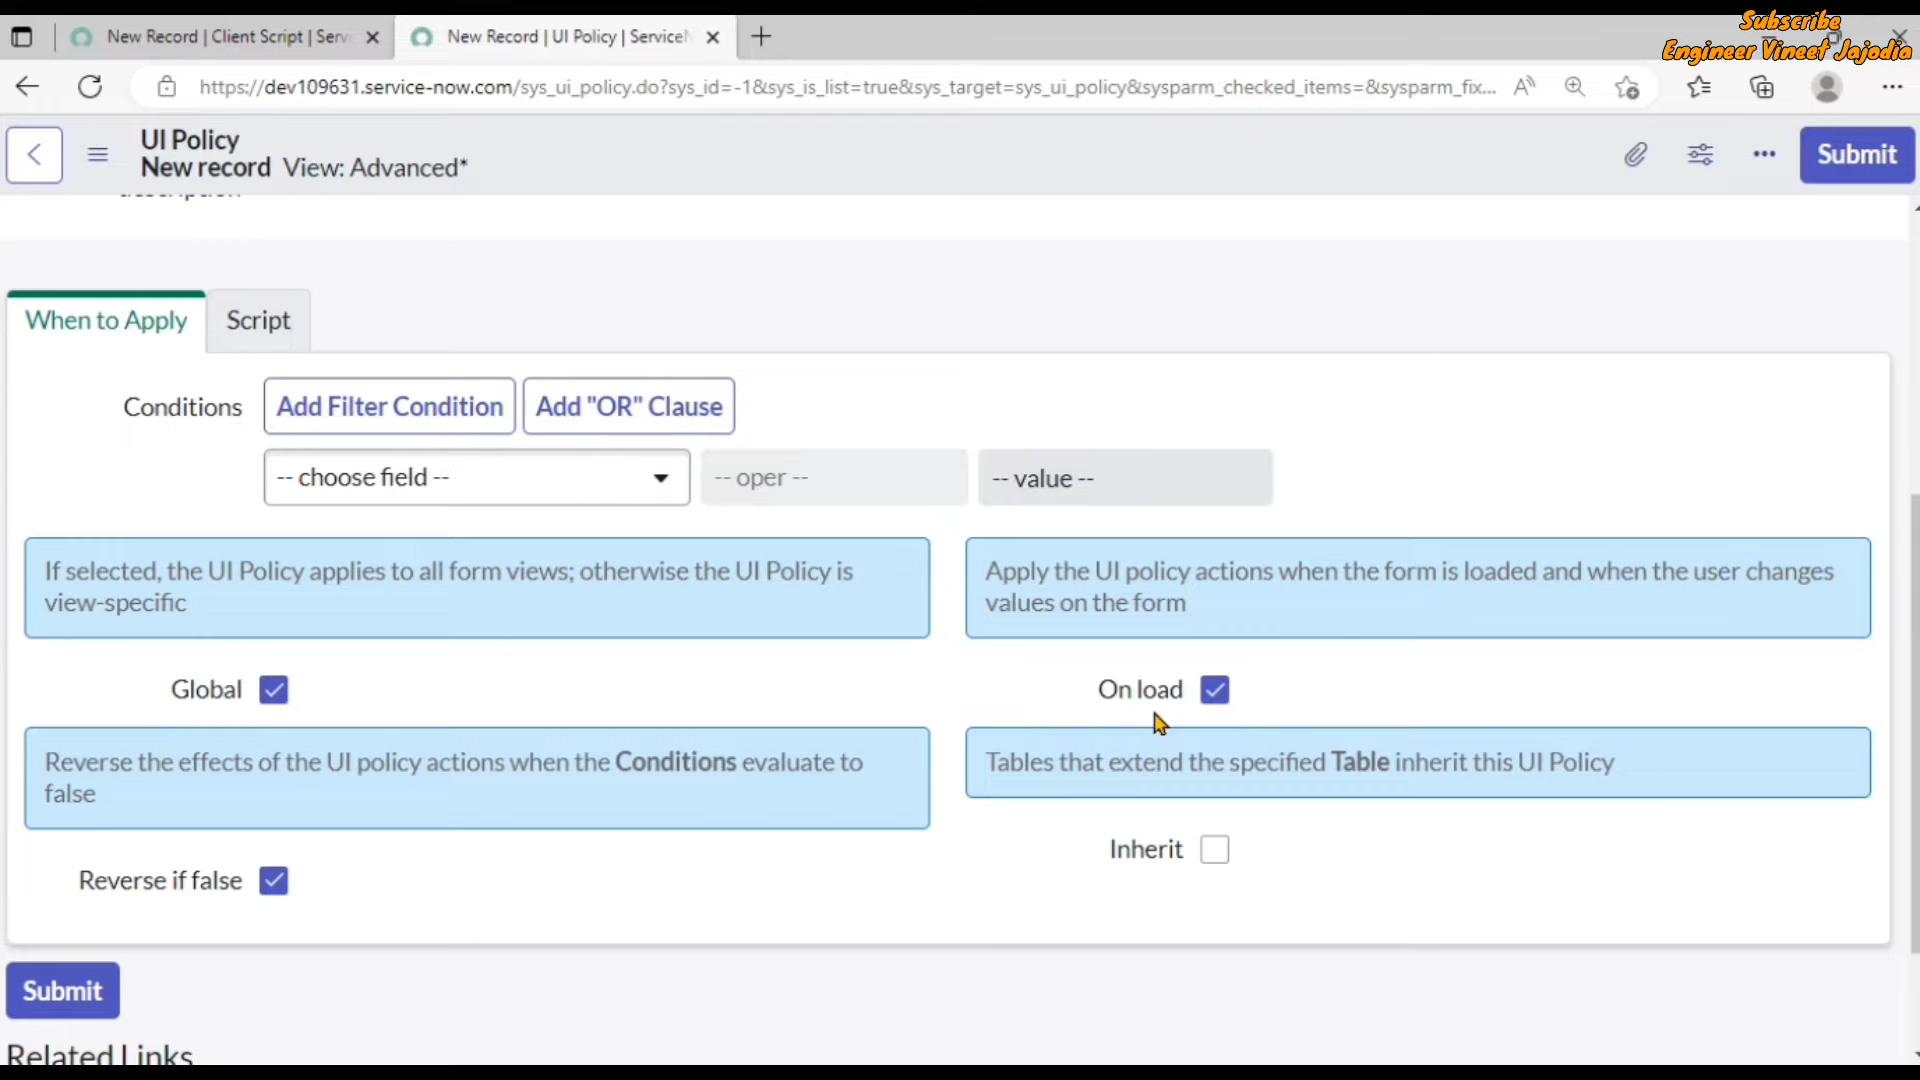 New Record | Client Script | Serv
New Record | UI Policy | ServiceN
Subscribe
Engineer Vineet Jajodia
https://dev109631.service-now.com/sys_ui_policy.do?sys_id=-1&sys_is_list=true&sys_target=sys_ui_policy&sysparm_checked_items=&sysparm_fix...
UI Policy
New record View: Advanced*
Submit
description
When to Apply
Script
Conditions
Add Filter Condition
Add "OR" Clause
-- choose field --
-- oper --
-- value --
If selected, the UI Policy applies to all form views; otherwise the UI Policy is
view-specific
Apply the UI policy actions when the form is loaded and when the user changes
values on the form
Global
On load
Reverse the effects of the UI policy actions when the Conditions evaluate to
false
Tables that extend the specified Table inherit this UI Policy
Inherit
Reverse if false
Submit
Related Links